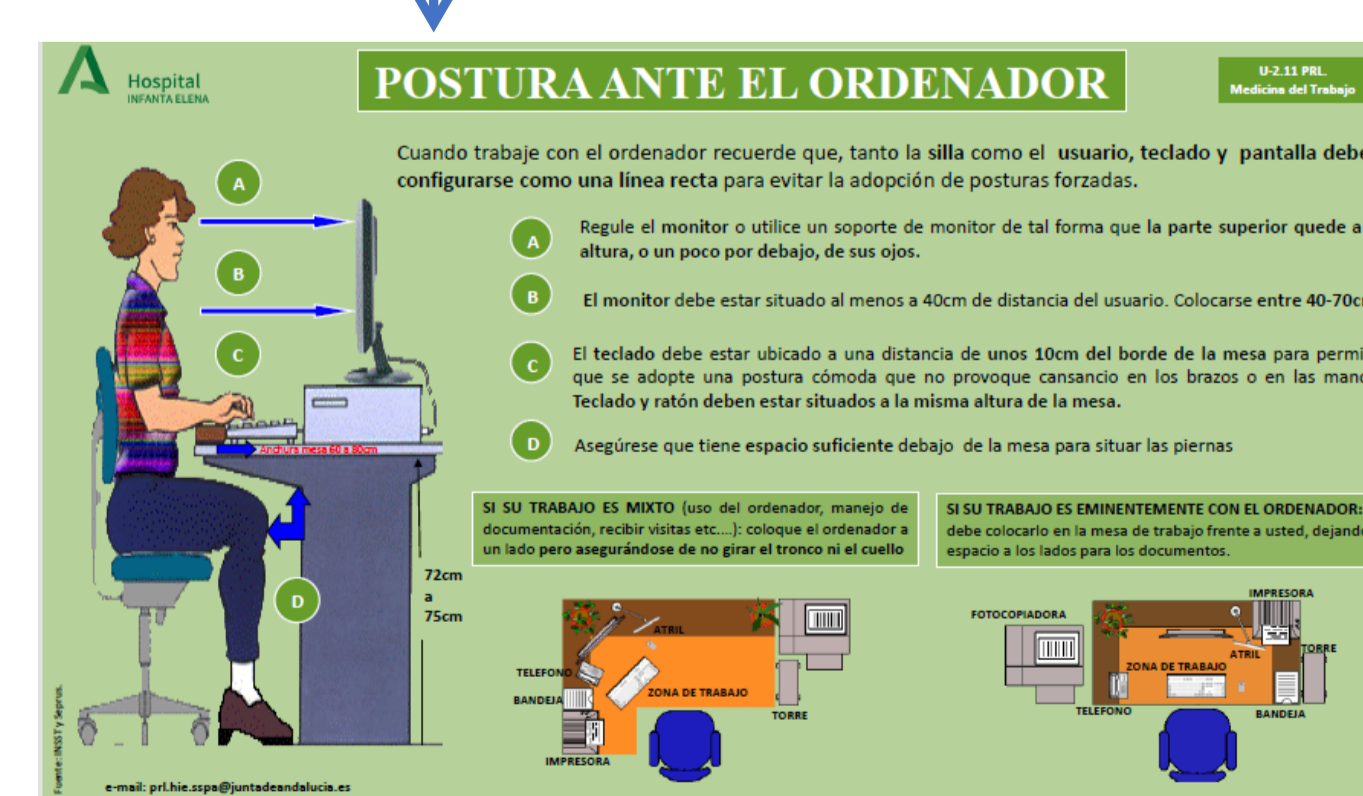 Hospital
INFANTA ELENA
POSTURA ANTE EL ORDENADOR
U-2.11 PRL.
Medicina del Trabajo
Cuando trabaje con el ordenador recuerde que, tanto la silla como el usuario, teclado y pantalla debe
configurarse como una línea recta para evitar la adopción de posturas forzadas.
A
B
C
D
A
Regule el monitor o utilice un soporte de monitor de tal forma que la parte superior quede a
altura, o un poco por debajo, de sus ojos.
B
El monitor debe estar situado al menos a 40cm de distancia del usuario. Colocarse entre 40-70c
C
El teclado debe estar ubicado a una distancia de unos 10cm del borde de la mesa para permi
que se adopte una postura cómoda que no provoque cansancio en los brazos o en las mano
Teclado y ratón deben estar situados a la misma altura de la mesa.
D
Asegúrese que tiene espacio suficiente debajo de la mesa para situar las piernas
Anchura mesa 60 a 80cm
72cm
a
75cm
SI SU TRABAJO ES MIXTO (uso del ordenador, manejo de
documentación, recibir visitas etc....): coloque el ordenador a
un lado pero asegurándose de no girar el tronco ni el cuello
SI SU TRABAJO ES EMINENTEMENTE CON EL ORDENADOR:
debe colocarlo en la mesa de trabajo frente a usted, dejando
espacio a los lados para los documentos.
ATRIL
TELEFONO
BANDEJA
ZONA DE TRABAJO
TORRE
IMPRESORA
IMPRESORA
FOTOCOPIADORA
ATRIL
TORRE
ZONA DE TRABAJO
TELEFONO
BANDEJA
Fuente: INSST y Seprus.
e-mail: prl.hie.sspa@juntadeandalucia.es